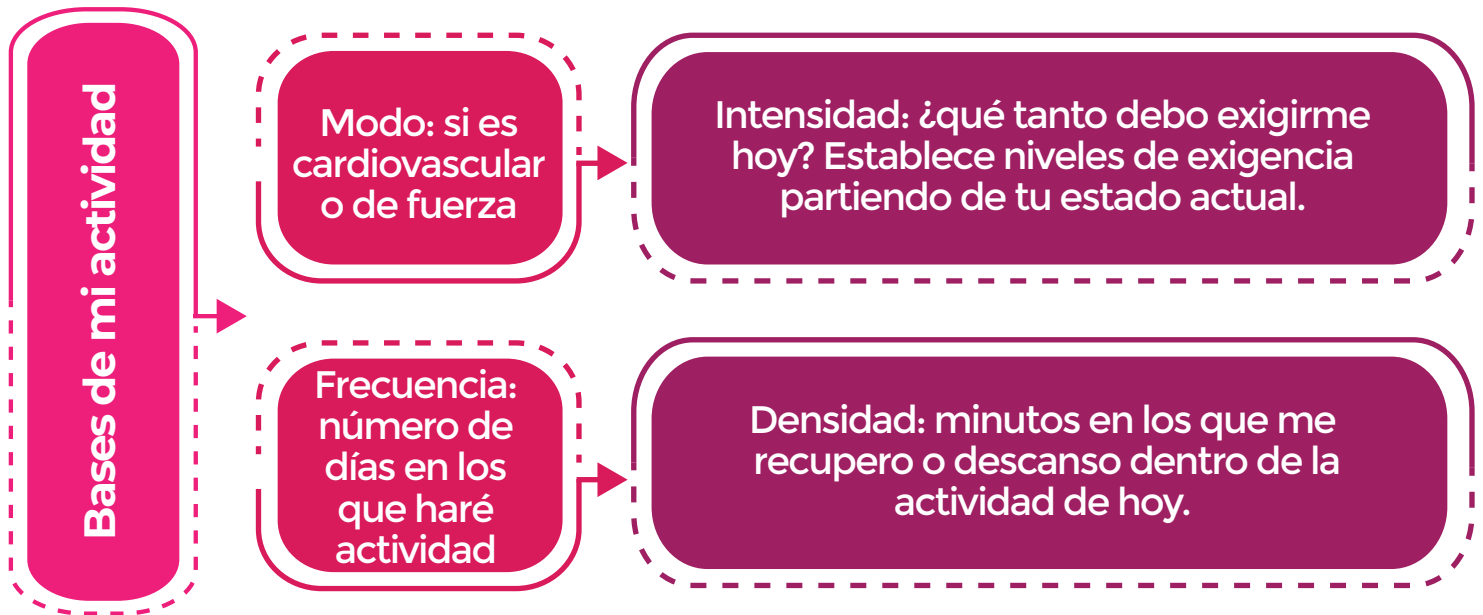 Bases de mi actividad
Modo: si es
cardiovascular
o de fuerza
Intensidad: ¿qué tanto debo exigirme
hoy? Establece niveles de exigencia
partiendo de tu estado actual.
Frecuencia:
número de
días en los
que haré
actividad
Densidad: minutos en los que me
recupero o descanso dentro de la
actividad de hoy.